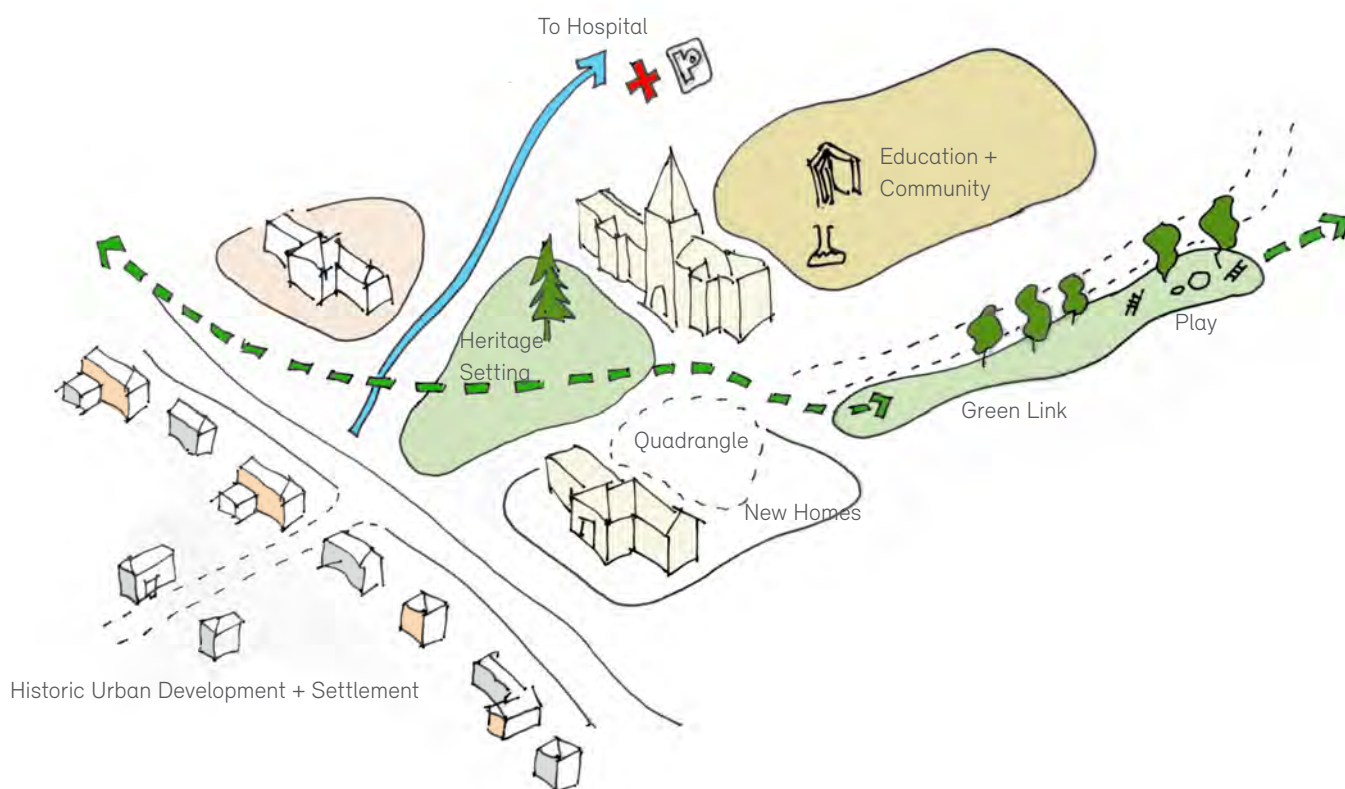 To Hospital
P
Education +
Community
Heritage
Setting
Play
Green Link
Quadrangle
New Homes
Historic Urban Development + Settlement